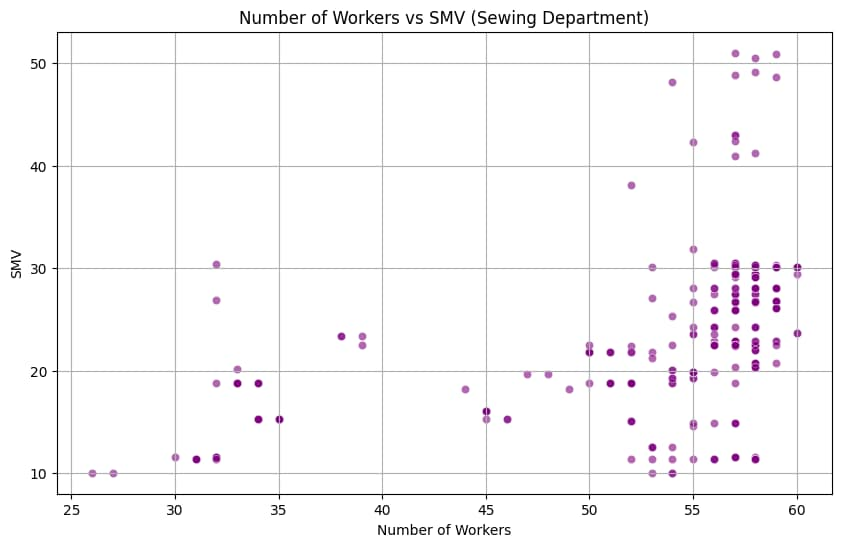 Number of Workers vs SMV (Sewing Department)
50
40
30
20
10
SMV
25 30 35 40 45 50 55 60
Number of Workers